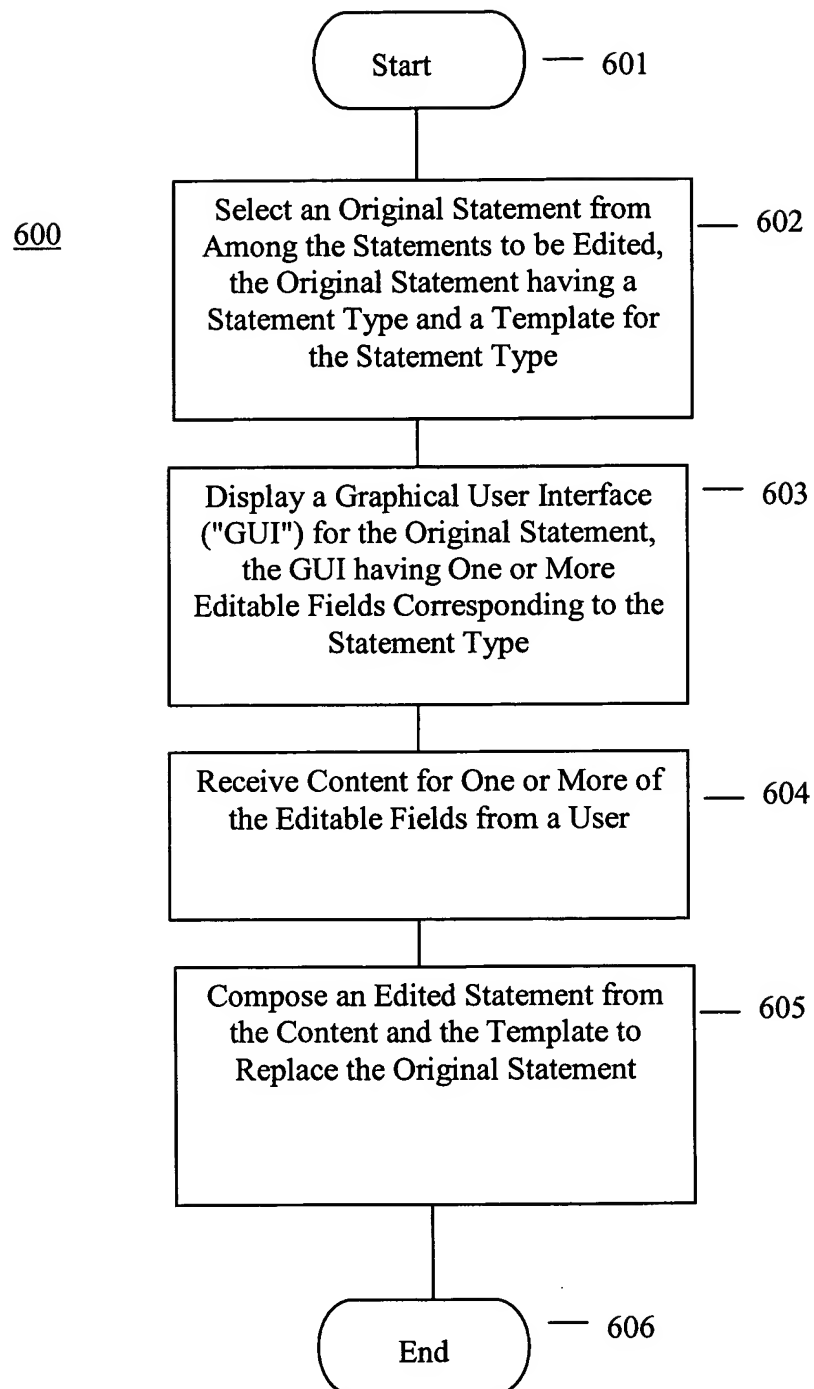 Start
601
600
Select an Original Statement from
Among the Statements to be Edited,
the Original Statement having a
Statement Type and a Template for
the Statement Type
602
Display a Graphical User Interface
("GUI") for the Original Statement,
the GUI having One or More
Editable Fields Corresponding to the
Statement Type
603
Receive Content for One or More of
the Editable Fields from a User
604
Compose an Edited Statement from
the Content and the Template to
Replace the Original Statement
605
End
606